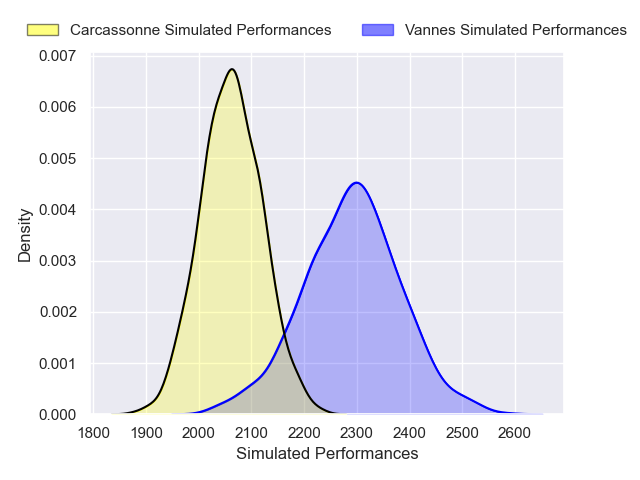 Carcassonne Simulated Performances Vannes Simulated Performances
0.007
0.006
0.005
0.004
0.003
0.002
0.001
0.000
Density
1800 1900 2000 2100 2200 2300 2400 2500 2600
Simulated Performances